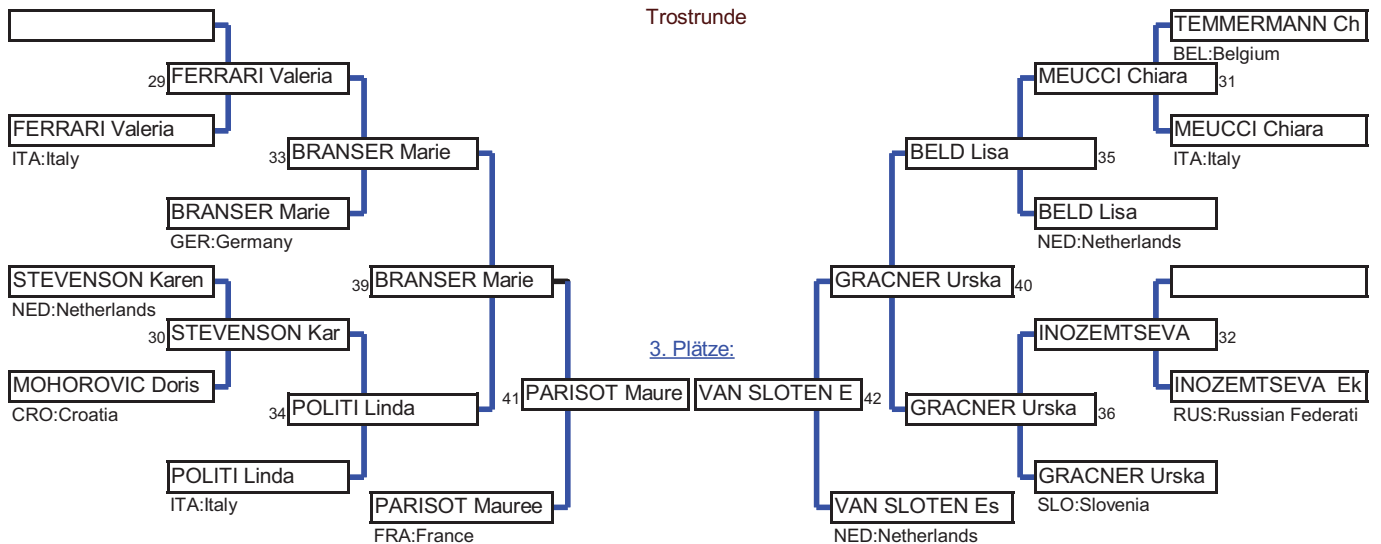 Trostrunde
29 FERRARI Valeria
FERRARI Valeria
ITA:Italy
33 BRANSER Marie
BRANSER Marie
GER:Germany
STEVENSON Karen
NED:Netherlands
39 BRANSER Marie
30 STEVENSON Kar
MOHOROVIC Doris
CRO:Croatia
34 POLITI Linda
POLITI Linda
ITA:Italy
41 PARISOT Maure
PARISOT Mauree
FRA:France
3. Plätze:
TEMMERMANN Ch
BEL:Belgium
MEUCCI Chiara 31
MEUCCI Chiara
ITA:Italy
BELD Lisa 35
BELD Lisa
NED:Netherlands
GRACNER Urska 40
INOZEMTSEVA 32
INOZEMTSEVA Ek
RUS:Russian Federati
VAN SLOTEN E 42
GRACNER Urska 36
GRACNER Urska
SLO:Slovenia
VAN SLOTEN Es
NED:Netherlands